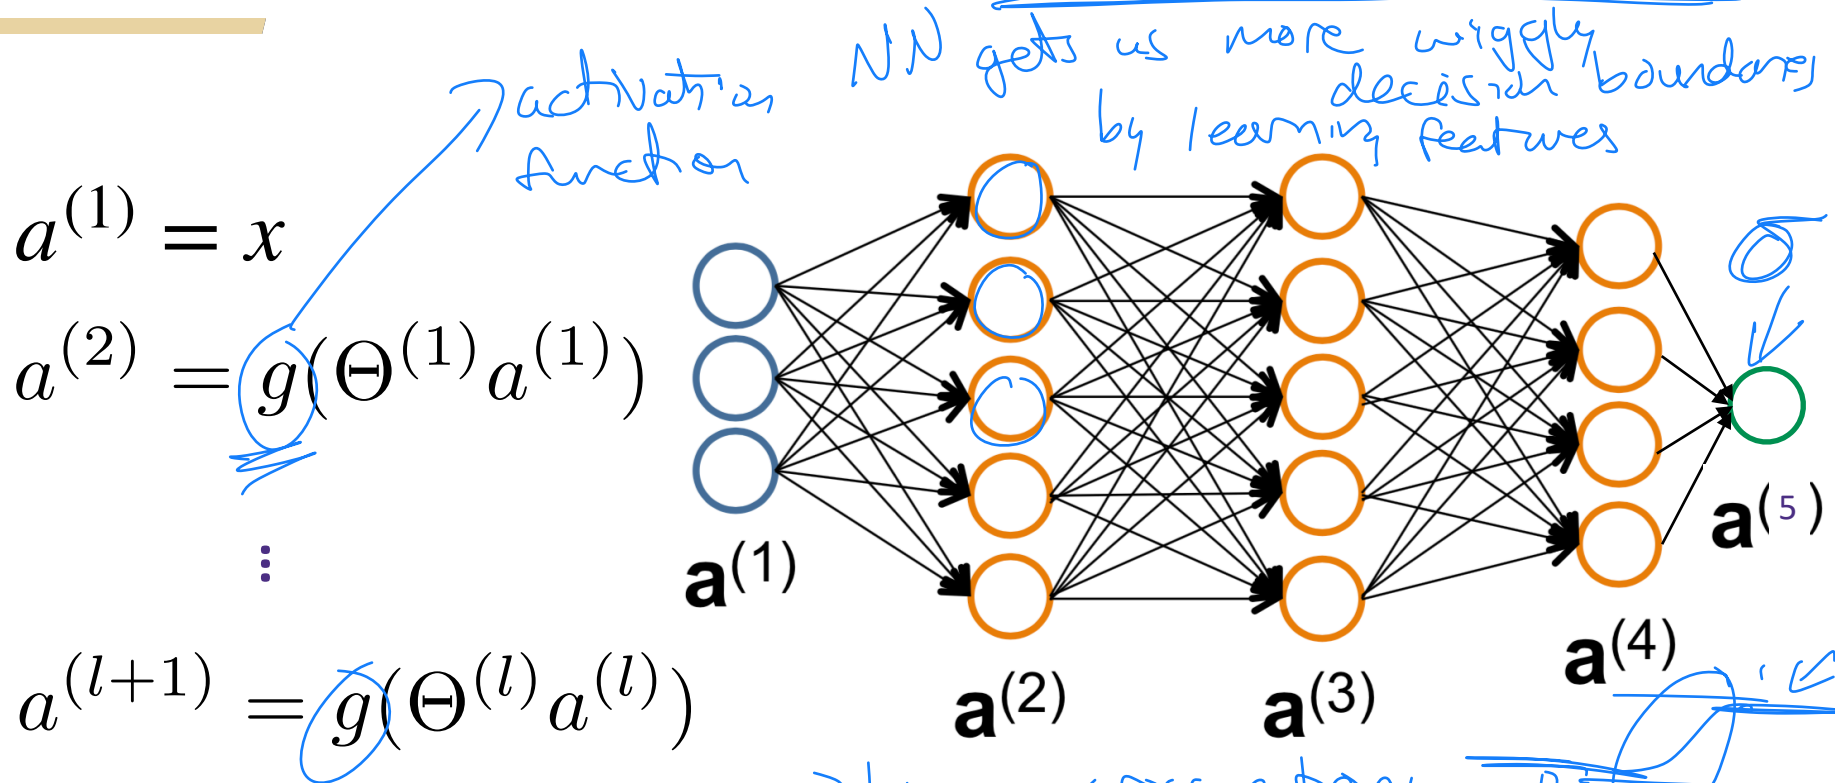 NN gets us more wiggly
decision boundaries
by learning features
activation
function
a^(1) = x
a^(2) = g(Θ^(1) a^(1))
⋮
a^(l+1) = g(Θ^(l) a^(l))
σ
a^(1)
a^(2)
a^(3)
a^(4)
a^(5)